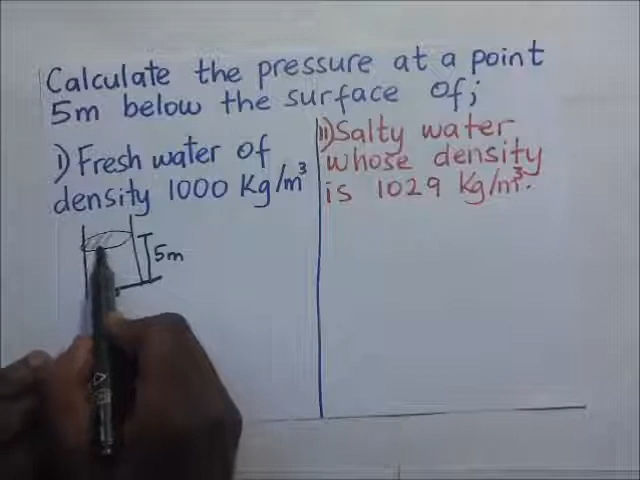 Calculate the pressure at a point
5m below the surface of;
i) Fresh water of
density 1000 Kg/m³
5m
ii) Salty water
whose density
is 1029 Kg/m³.